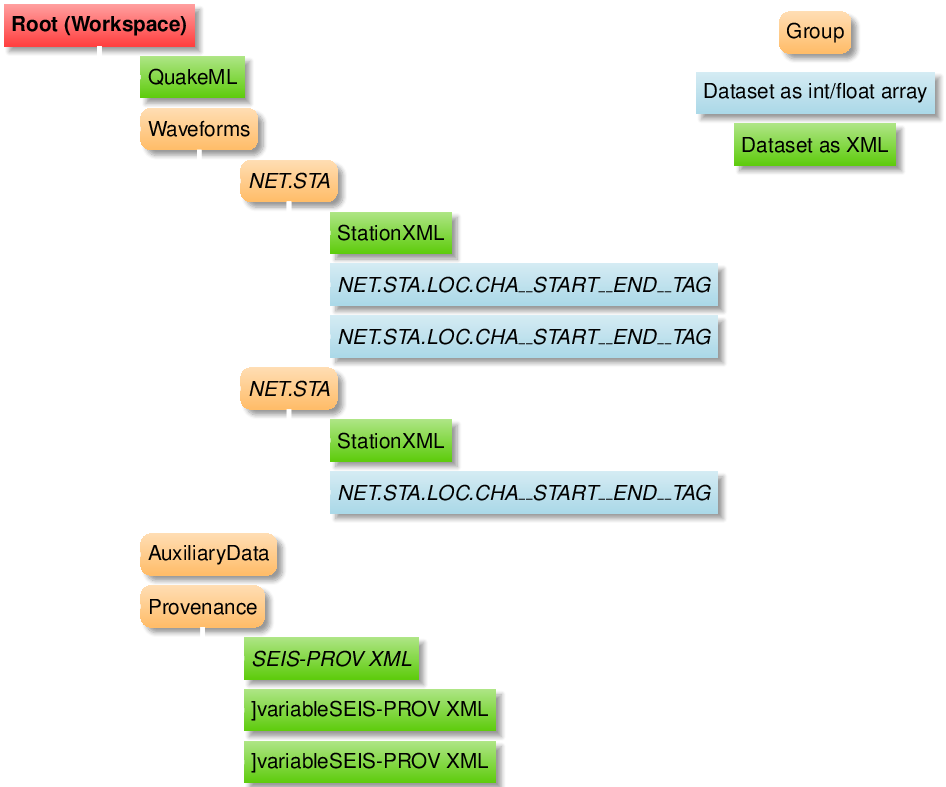 Root (Workspace)
Group
QuakeML
Dataset as int/float array
Waveforms
Dataset as XML
NET.STA
StationXML
NET.STA.LOC.CHA__START__END__TAG
NET.STA.LOC.CHA__START__END__TAG
NET.STA
StationXML
NET.STA.LOC.CHA__START__END__TAG
AuxiliaryData
Provenance
SEIS-PROV XML
]variableSEIS-PROV XML
]variableSEIS-PROV XML